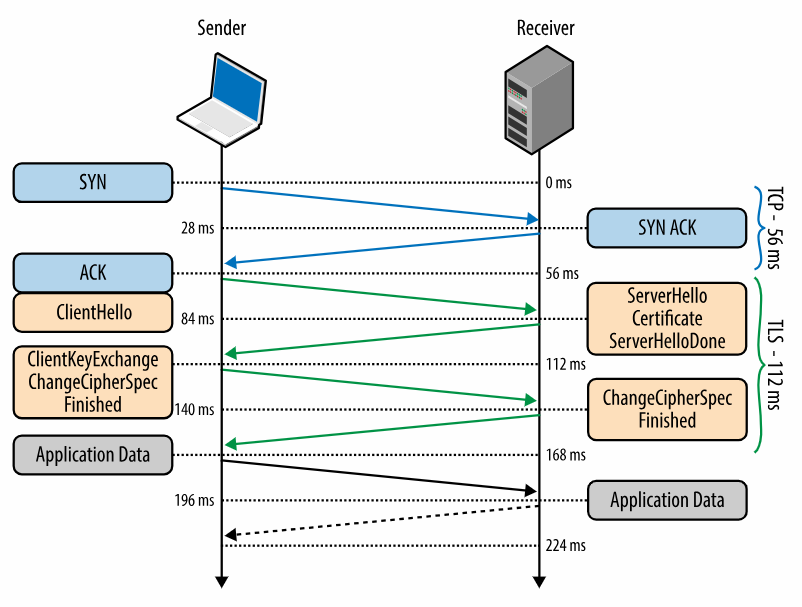 Sender
Receiver
SYN
0 ms
28 ms
SYN ACK
TCP - 56 ms
ACK
56 ms
ClientHello
84 ms
ServerHello
Certificate
ServerHelloDone
TLS - 112 ms
ClientKeyExchange
ChangeCipherSpec
Finished
112 ms
140 ms
ChangeCipherSpec
Finished
Application Data
168 ms
196 ms
Application Data
224 ms